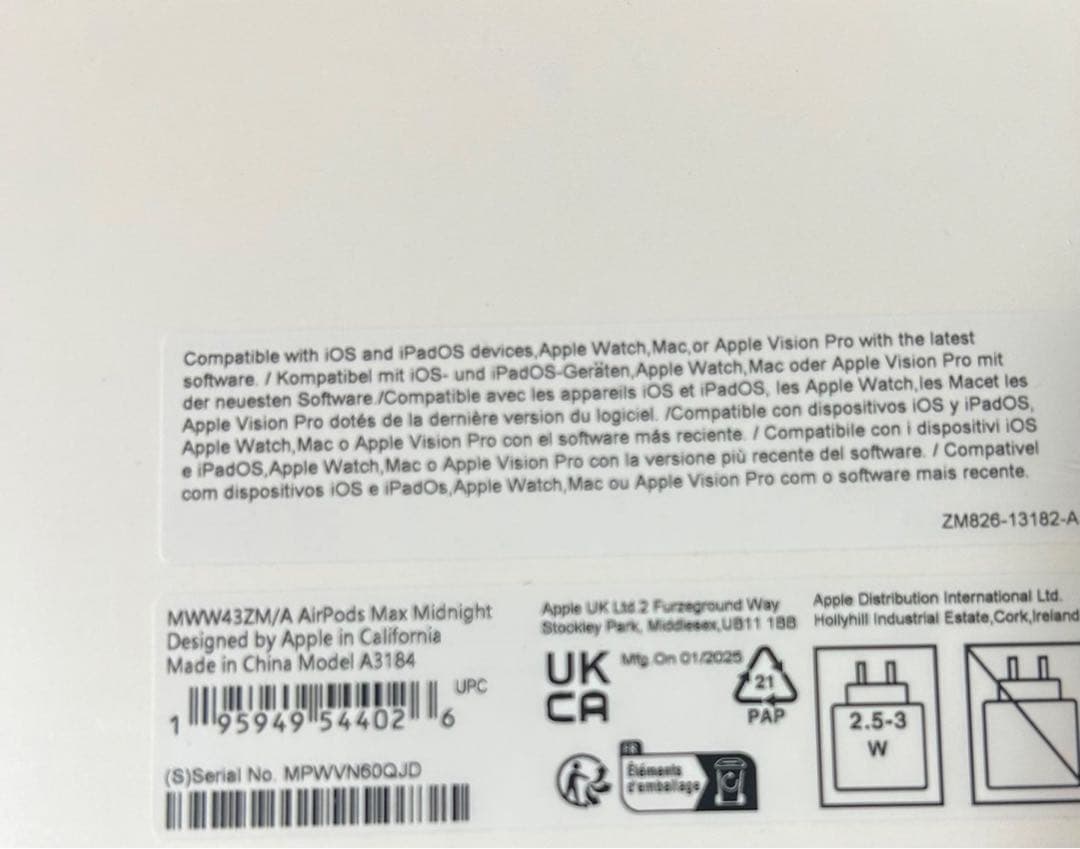 Compatible with iOS and iPadOS devices,Apple Watch,Mac,or Apple Vision Pro with the latest
software. / Kompatibel mit iOS- und iPadOS-Geräten,Apple Watch,Mac oder Apple Vision Pro mit
der neuesten Software./Compatible avec les appareils iOS et iPadOS, les Apple Watch,les Macet les
Apple Vision Pro dotés de la dernière version du logiciel. /Compatible con dispositivos iOS y iPadOS,
Apple Watch,Mac o Apple Vision Pro con el software más reciente. / Compatibile con i dispositivi iOS
e iPadOS,Apple Watch,Mac o Apple Vision Pro con la versione più recente del software. / Compativel
com dispositivos iOS e iPadOs,Apple Watch,Mac ou Apple Vision Pro com o software mais recente.
ZM826-13182-A
MWW43ZM/A AirPods Max Midnight
Designed by Apple in California
Made in China Model A3184
UPC
1 95949 54402 6
(S)Serial No. MPWVN60QJD
Apple UK Ltd.2 Furzeground Way
Stockley Park, Middlesex,UB11 1BB
UK
CA
Mfg.On 01/2025
21
PAP
FR
Éléments
d'emballage
Apple Distribution International Ltd.
Hollyhill Industrial Estate,Cork,Ireland
2.5-3
W